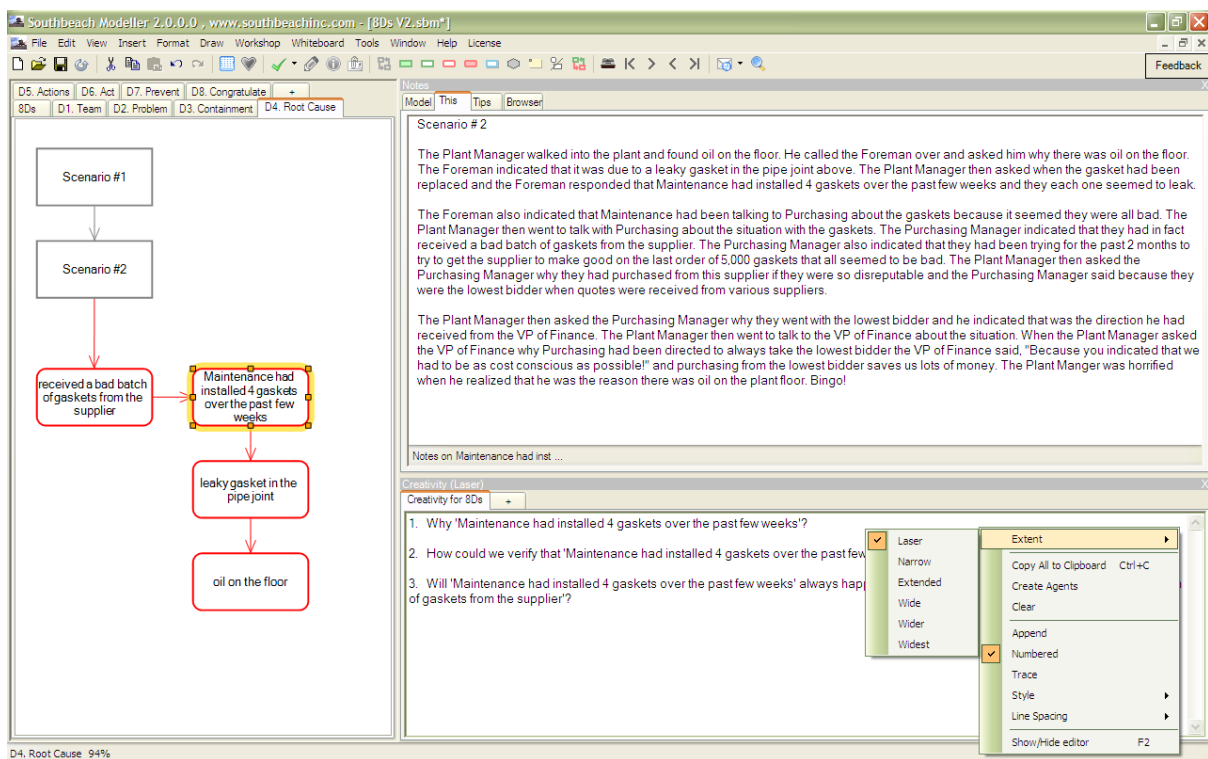 Southbeach Modeller 2.0.0.0 , www.southbeachinc.com - [8Ds V2.sbm*]
File Edit View Insert Format Draw Workshop Whiteboard Tools Window Help License
Feedback
D5. Actions D6. Act D7. Prevent D8. Congratulate +
8Ds D1. Team D2. Problem D3. Containment D4. Root Cause
Scenario #1
Scenario #2
received a bad batch
of gaskets from the
supplier
Maintenance had
installed 4 gaskets
over the past few
weeks
leaky gasket in the
pipe joint
oil on the floor
Notes
Model This Tips Browser
Scenario # 2
The Plant Manager walked into the plant and found oil on the floor. He called the Foreman over and asked him why there was oil on the floor.
The Foreman indicated that it was due to a leaky gasket in the pipe joint above. The Plant Manager then asked when the gasket had been
replaced and the Foreman responded that Maintenance had installed 4 gaskets over the past few weeks and they each one seemed to leak.
The Foreman also indicated that Maintenance had been talking to Purchasing about the gaskets because it seemed they were all bad. The
Plant Manager then went to talk with Purchasing about the situation with the gaskets. The Purchasing Manager indicated that they had in fact
received a bad batch of gaskets from the supplier. The Purchasing Manager also indicated that they had been trying for the past 2 months to
try to get the supplier to make good on the last order of 5,000 gaskets that all seemed to be bad. The Plant Manager then asked the
Purchasing Manager why they had purchased from this supplier if they were so disreputable and the Purchasing Manager said because they
were the lowest bidder when quotes were received from various suppliers.
The Plant Manager then asked the Purchasing Manager why they went with the lowest bidder and he indicated that was the direction he had
received from the VP of Finance. The Plant Manager then went to talk to the VP of Finance about the situation. When the Plant Manager asked
the VP of Finance why Purchasing had been directed to always take the lowest bidder the VP of Finance said, "Because you indicated that we
had to be as cost conscious as possible!" and purchasing from the lowest bidder saves us lots of money. The Plant Manger was horrified
when he realized that he was the reason there was oil on the plant floor. Bingo!
Notes on Maintenance had inst ...
Creativity (Laser)
Creativity for 8Ds +
1. Why 'Maintenance had installed 4 gaskets over the past few weeks'?
2. How could we verify that 'Maintenance had installed 4 gaskets over the past few
3. Will 'Maintenance had installed 4 gaskets over the past few weeks' always hap
of gaskets from the supplier'?
Laser
Narrow
Extended
Wide
Wider
Widest
Extent
Copy All to Clipboard Ctrl+C
Create Agents
Clear
Append
Numbered
Trace
Style
Line Spacing
Show/Hide editor F2
D4. Root Cause 94%